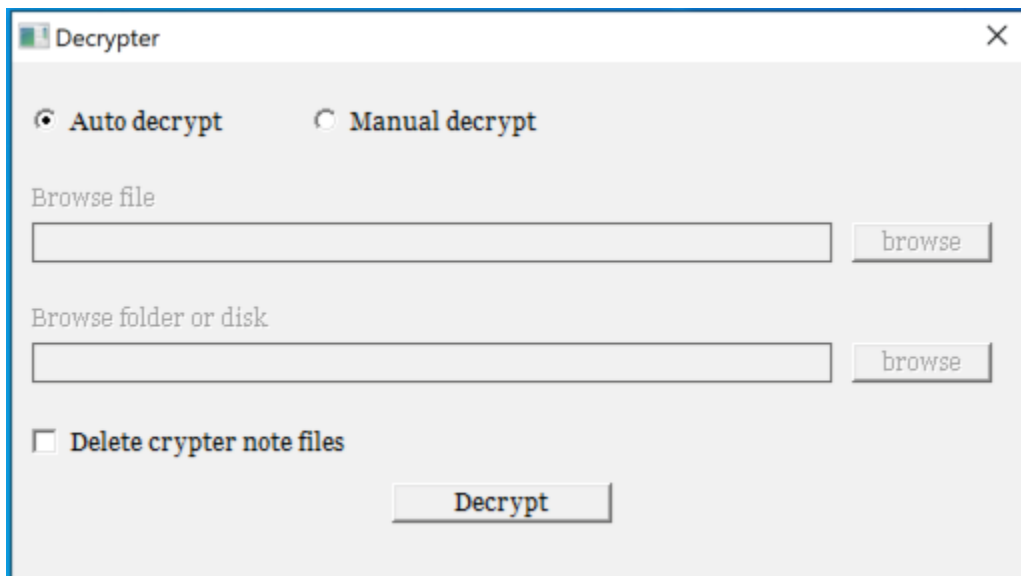 Decrypter
Auto decrypt Manual decrypt
Browse file
browse
Browse folder or disk
browse
Delete crypter note files
Decrypt